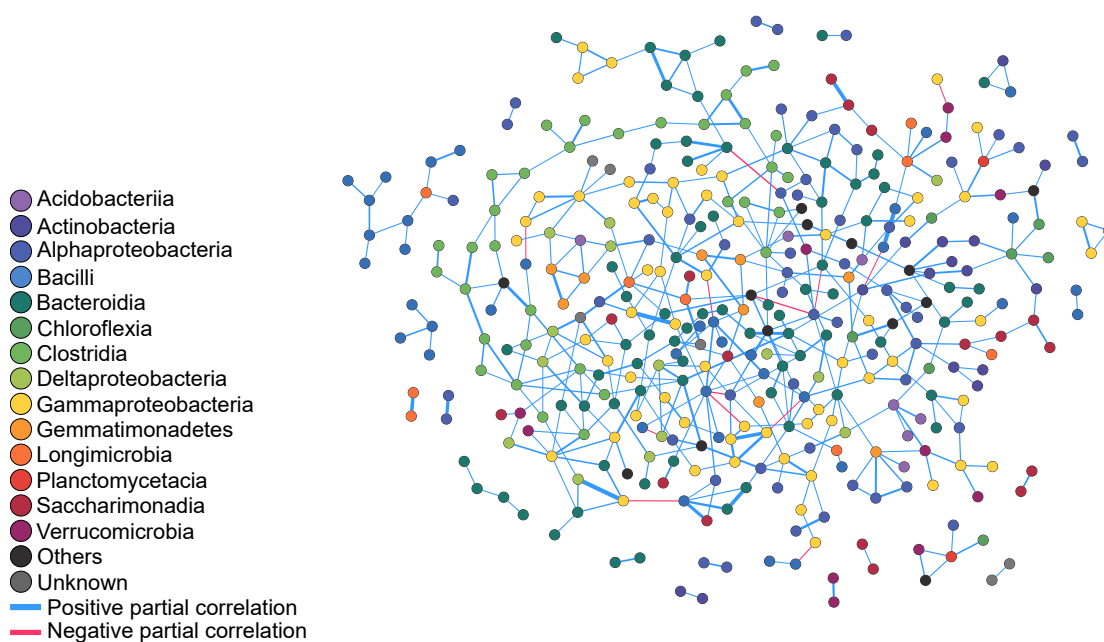 Acidobacteriia
Actinobacteria
Alphaproteobacteria
Bacilli
Bacteroidia
Chloroflexia
Clostridia
Deltaproteobacteria
Gammaproteobacteria
Gemmatimonadetes
Longimicrobia
Planctomycetacia
Saccharimonadia
Verrucomicrobia
Others
Unknown
Positive partial correlation
Negative partial correlation